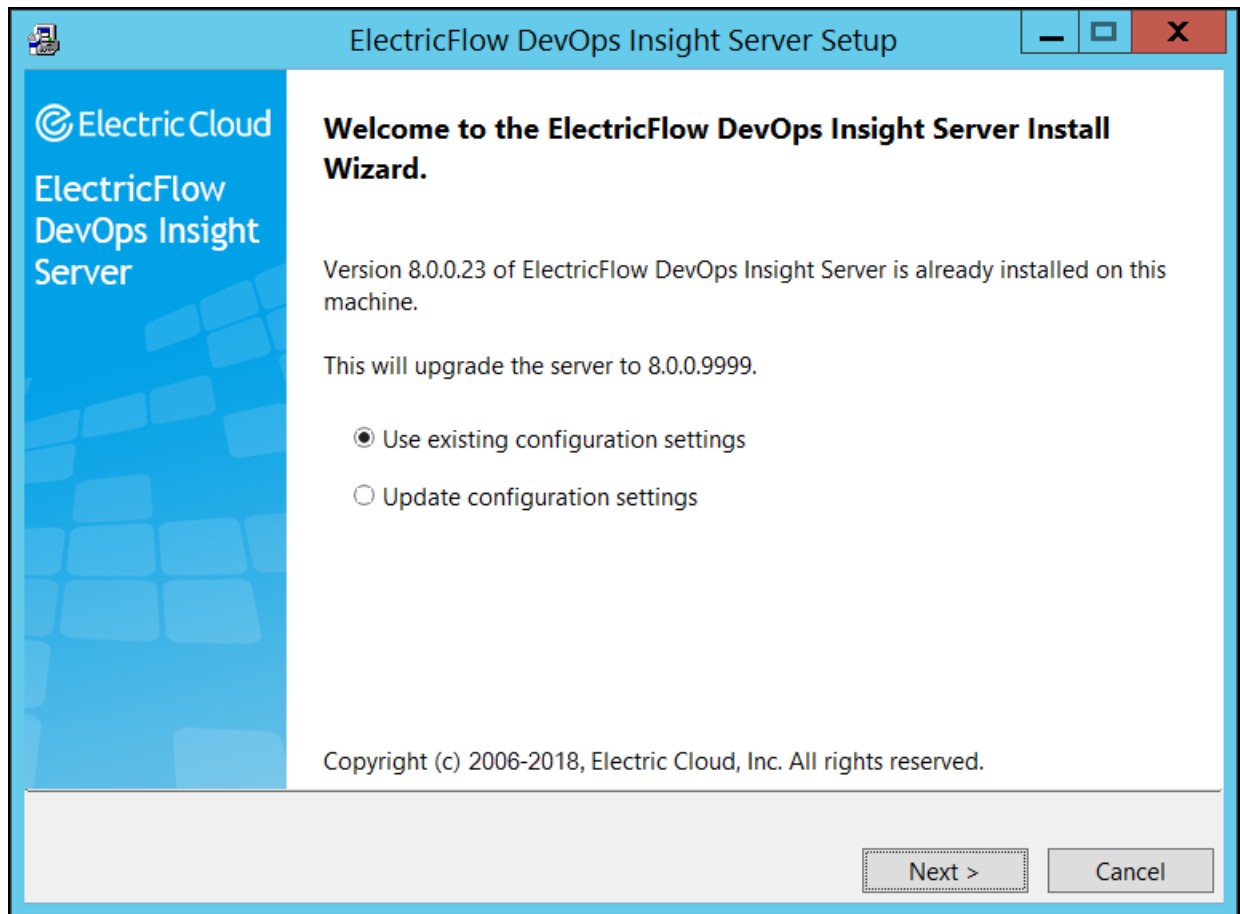 ElectricFlow DevOps Insight Server Setup
Electric Cloud
ElectricFlow
DevOps Insight
Server
Welcome to the ElectricFlow DevOps Insight Server Install
Wizard.
Version 8.0.0.23 of ElectricFlow DevOps Insight Server is already installed on this
machine.
This will upgrade the server to 8.0.0.9999.
Use existing configuration settings
Update configuration settings
Copyright (c) 2006-2018, Electric Cloud, Inc. All rights reserved.
Next >
Cancel